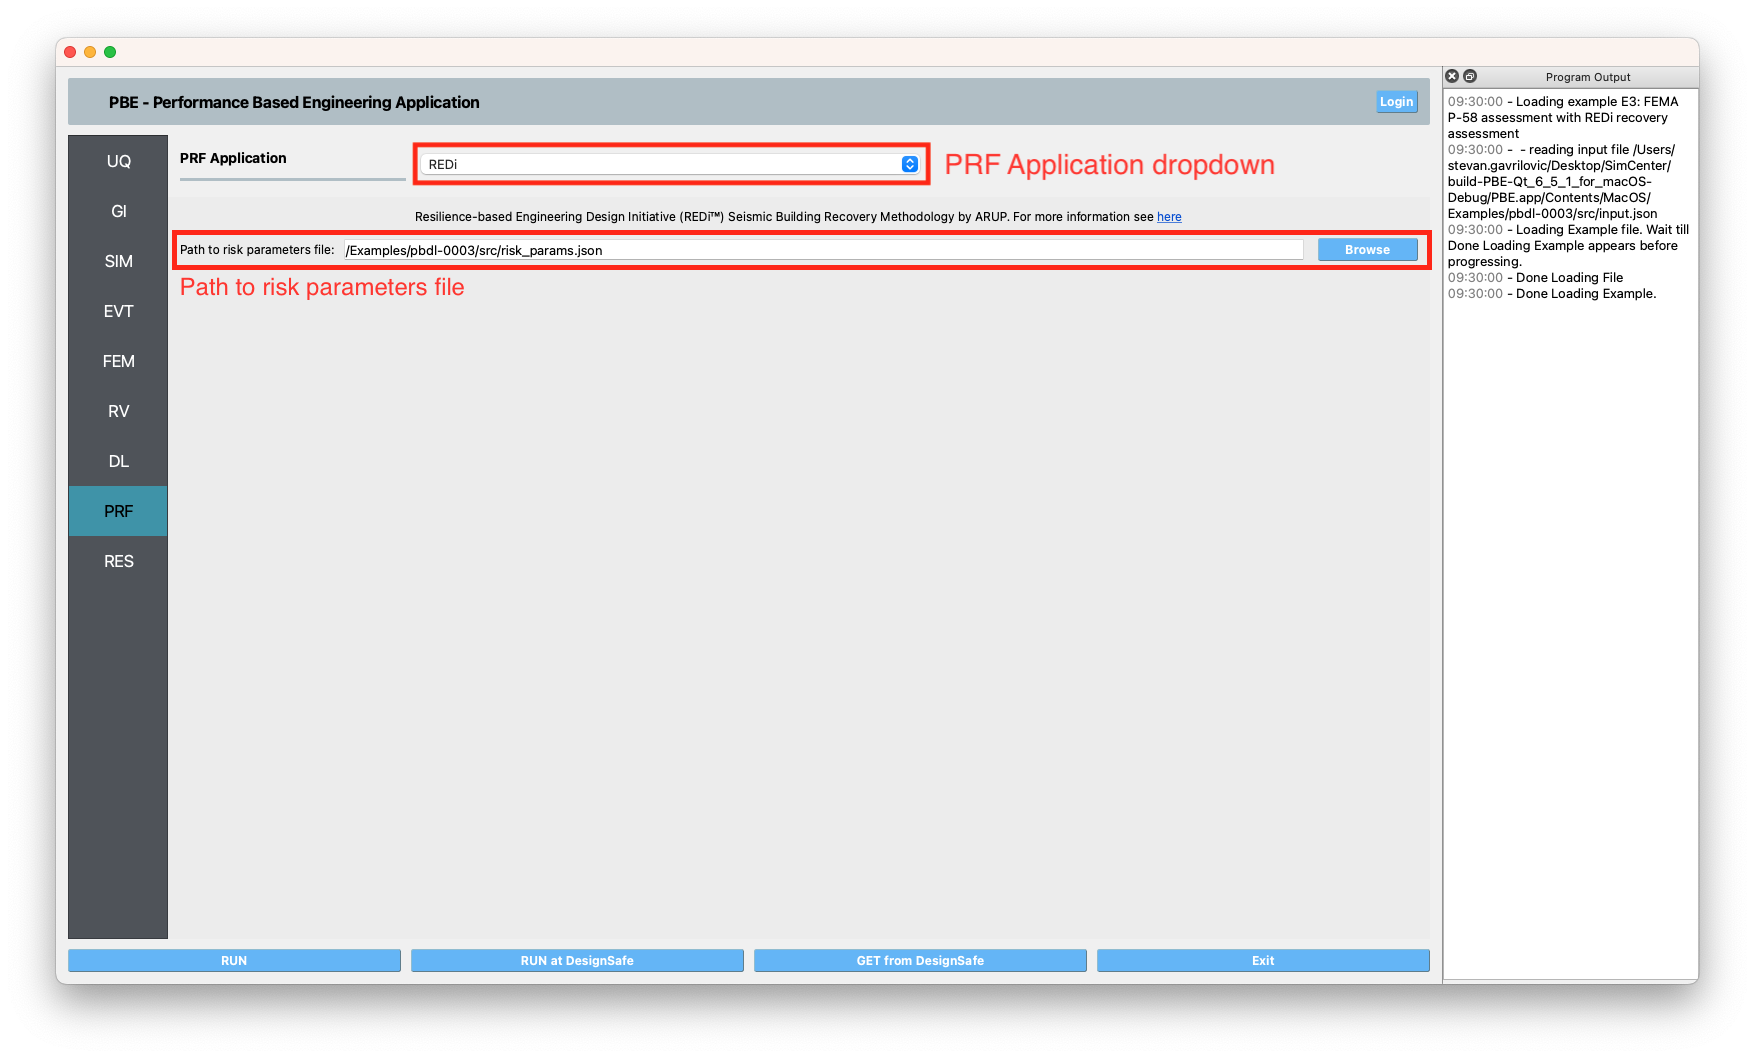 PBE - Performance Based Engineering Application
Login
UQ
GI
SIM
EVT
FEM
RV
DL
PRF
RES
PRF Application
REDi
PRF Application dropdown
Resilience-based Engineering Design Initiative (REDi™) Seismic Building Recovery Methodology by ARUP. For more information see here
Path to risk parameters file:
/Examples/pbdl-0003/src/risk_params.json
Browse
Path to risk parameters file
RUN
RUN at DesignSafe
GET from DesignSafe
Exit
Program Output
09:30:00 - Loading example E3: FEMA
P-58 assessment with REDi recovery
assessment
09:30:00 -  - reading input file /Users/
stevan.gavrilovic/Desktop/SimCenter/
build-PBE-Qt_6_5_1_for_macOS-
Debug/PBE.app/Contents/MacOS/
Examples/pbdl-0003/src/input.json
09:30:00 - Loading Example file. Wait till
Done Loading Example appears before
progressing.
09:30:00 - Done Loading File
09:30:00 - Done Loading Example.